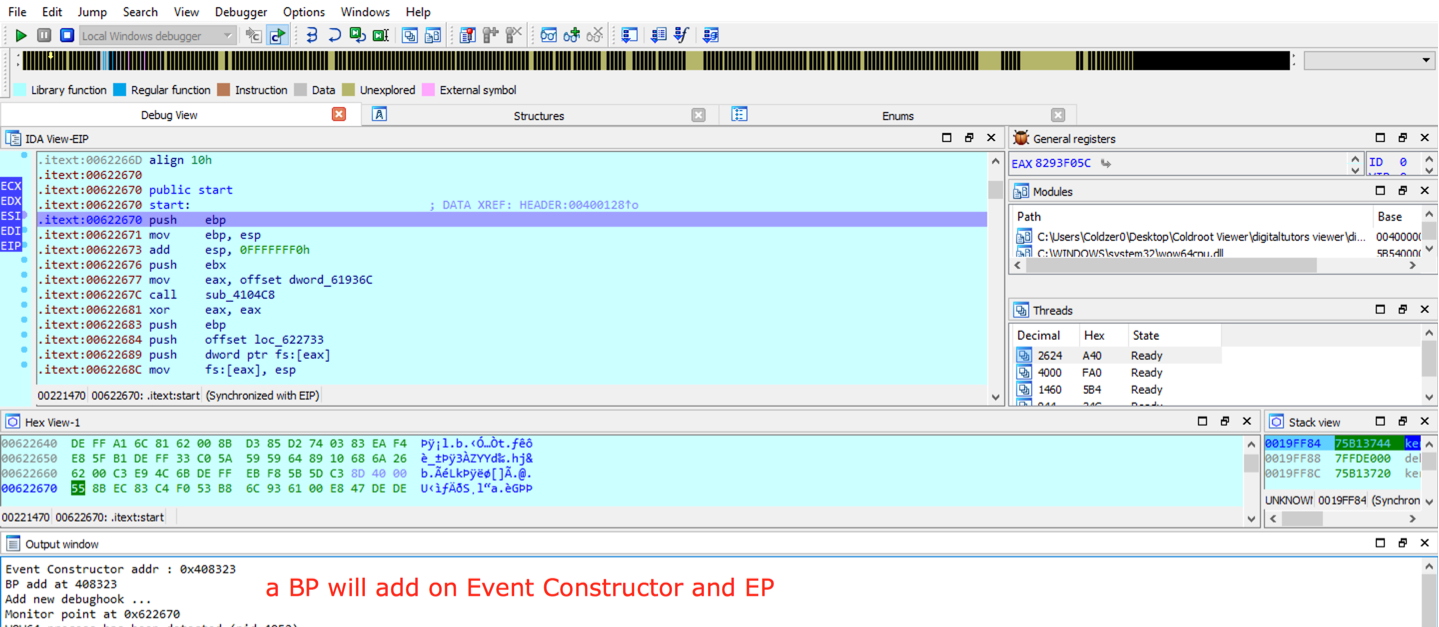 File Edit Jump Search View Debugger Options Windows Help
Local Windows debugger
Library function Regular function Instruction Data Unexplored External symbol
Debug View Structures Enums
IDA View-EIP
.itext:0062266D align 10h
.itext:00622670
.itext:00622670 public start
.itext:00622670 start: ; DATA XREF: HEADER:00400128↑o
.itext:00622670 push ebp
.itext:00622671 mov ebp, esp
.itext:00622673 add esp, 0FFFFFFF0h
.itext:00622676 push ebx
.itext:00622677 mov eax, offset dword_61936C
.itext:0062267C call sub_4104C8
.itext:00622681 xor eax, eax
.itext:00622683 push ebp
.itext:00622684 push offset loc_622733
.itext:00622689 push dword ptr fs:[eax]
.itext:0062268C mov fs:[eax], esp
ECX
EDX
ESI
EDI
EIP
00221470 00622670: .itext:start (Synchronized with EIP)
General registers
EAX 8293F05C
ID 0
Modules
Path Base
C:\Users\Coldzer0\Desktop\Coldroot Viewer\digitaltutors viewer\di... 0040000
C:\WINDOWS\system32\wow64cpu.dll 5B54000
Threads
Decimal Hex State
2624 A40 Ready
4000 FA0 Ready
1460 5B4 Ready
Hex View-1
00622640 DE FF A1 6C 81 62 00 8B D3 85 D2 74 03 83 EA F4 Þÿ¡l.b.‹Ó…Òt.ƒêô
00622650 E8 5F B1 DE FF 33 C0 5A 59 59 64 89 10 68 6A 26 è_±Þÿ3ÀZYYd‰.hj&
00622660 62 00 C3 E9 4C 6B DE FF EB F8 5B 5D C3 8D 40 00 b.ÃéLkÞÿëø[]Ã.@.
00622670 55 8B EC 83 C4 F0 53 B8 6C 93 61 00 E8 47 DE DE U‹ìƒÄðS¸l“a.èGÞÞ
00221470 00622670: .itext:start
Stack view
0019FF84 75B13744 ke
0019FF88 7FFDE000 de
0019FF8C 75B13720 ke
UNKNOWN 0019FF84 (Synchron
Output window
Event Constructor addr : 0x408323
BP add at 408323
Add new debughook ...
Monitor point at 0x622670
a BP will add on Event Constructor and EP